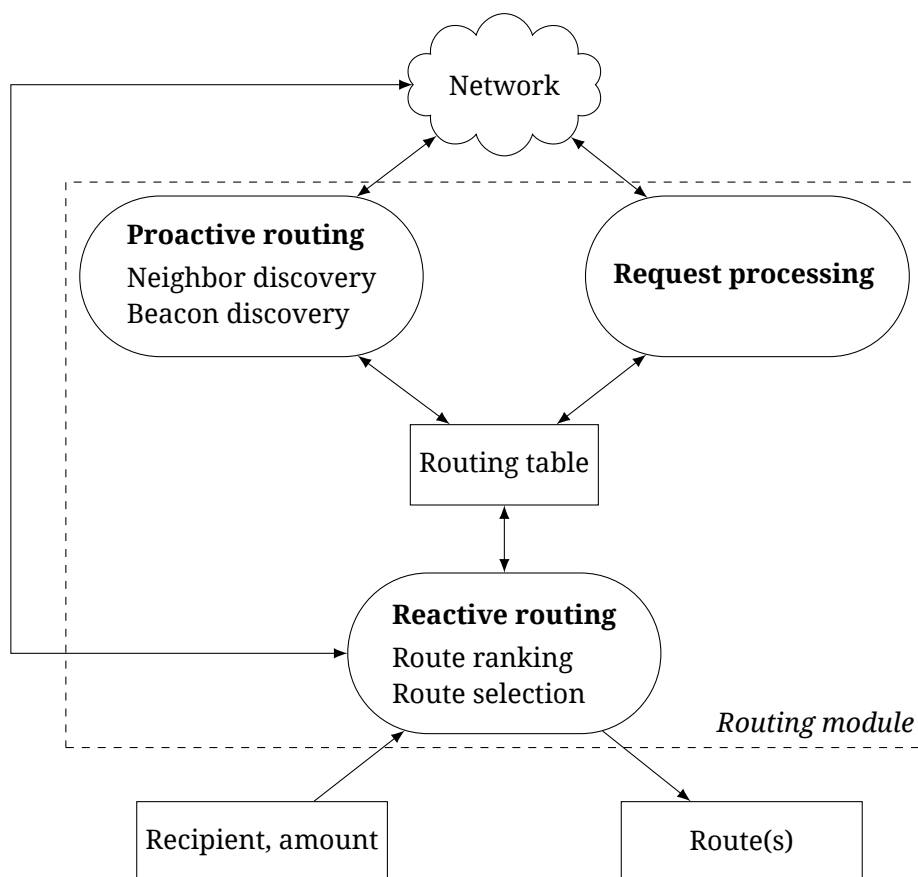 Network
Proactive routing
Neighbor discovery
Beacon discovery
Request processing
Routing table
Reactive routing
Route ranking
Route selection
Routing module
Recipient, amount
Route(s)